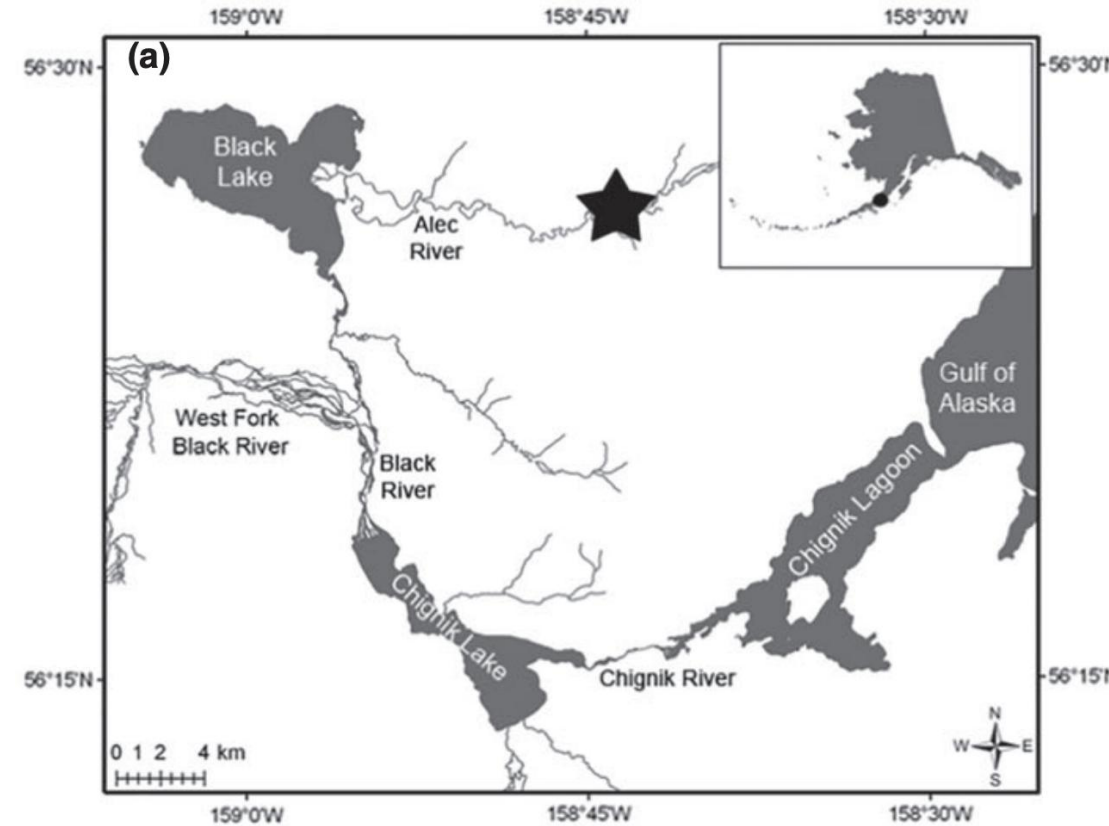 159°0'W 158°45'W 158°30'W
56°30'N
(a)
56°30'N
Black
Lake
Alec
River
Gulf of
Alaska
West Fork
Black River
Black
River
Chignik Lagoon
Chignik Lake
Chignik River
56°15'N
56°15'N
N
W E
S
0 1 2 4 km
159°0'W 158°45'W 158°30'W